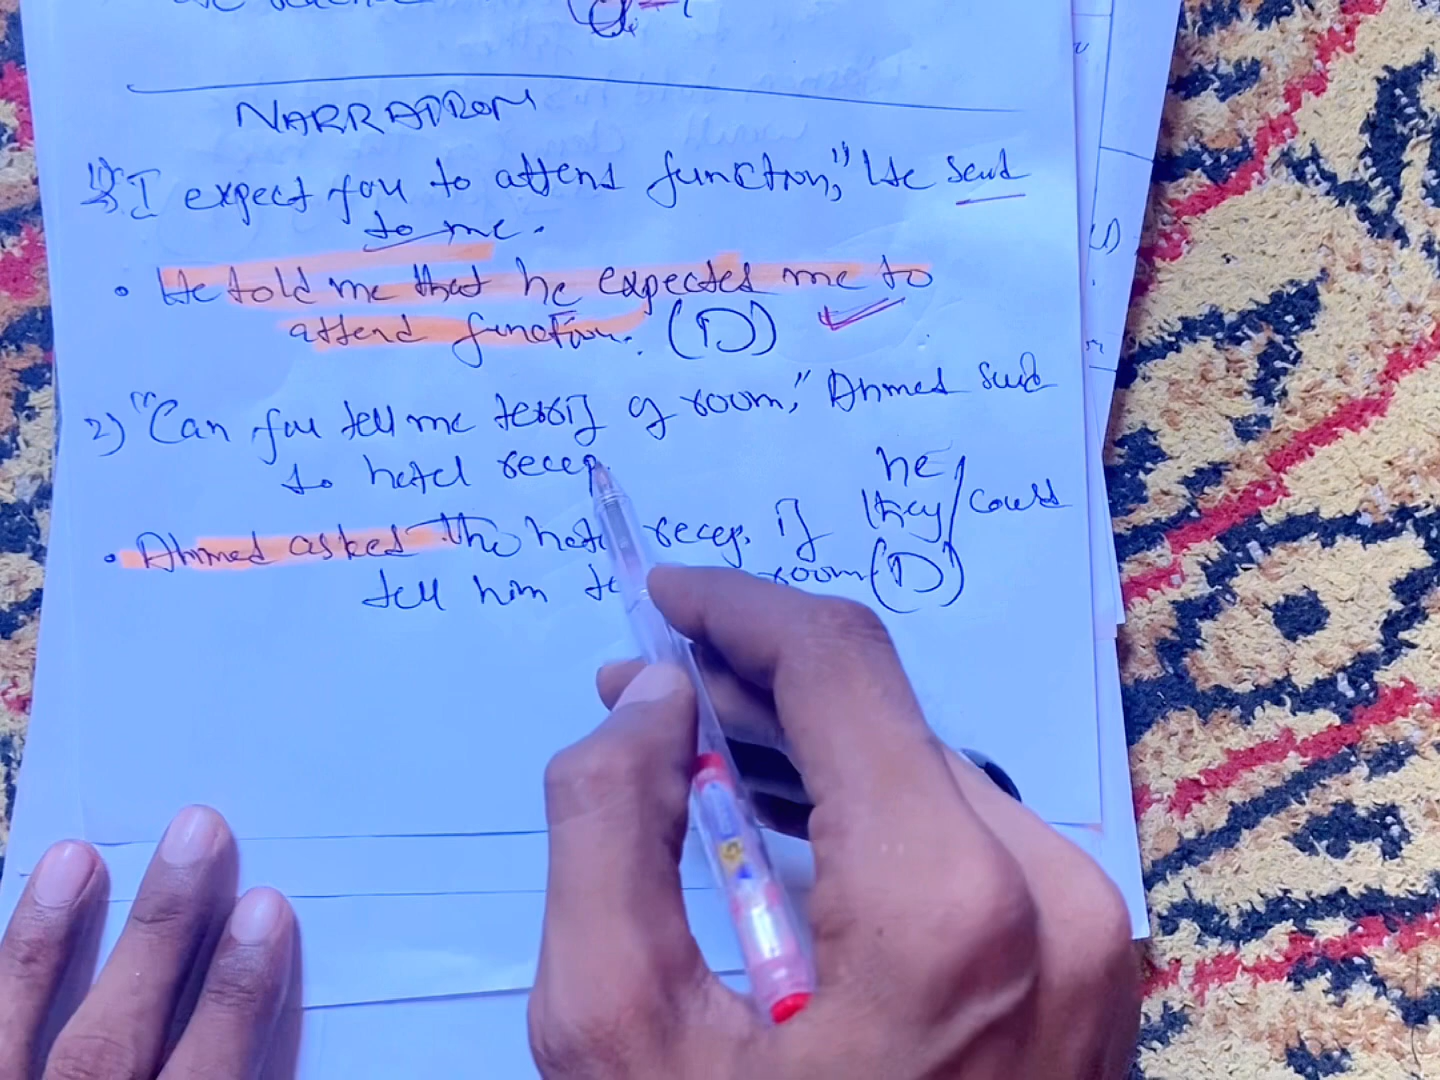 NARRATION
1) "I expect you to attend function," He said
to me.
• He told me that he expected me to
attend function. (D)
2) "Can you tell me terrif of room," Ahmed said
to hotel recep.
he
• Ahmed asked the hotel recep. if they / could
tell him room (D)